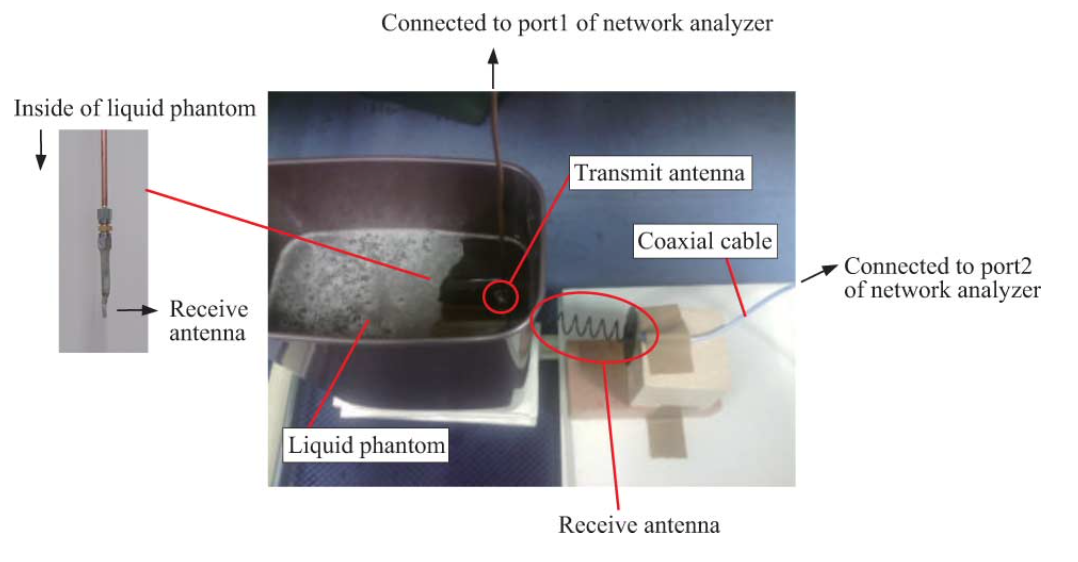 Connected to port1 of network analyzer
Inside of liquid phantom
Transmit antenna
Coaxial cable
Connected to port2
of network analyzer
Receive
antenna
Liquid phantom
Receive antenna